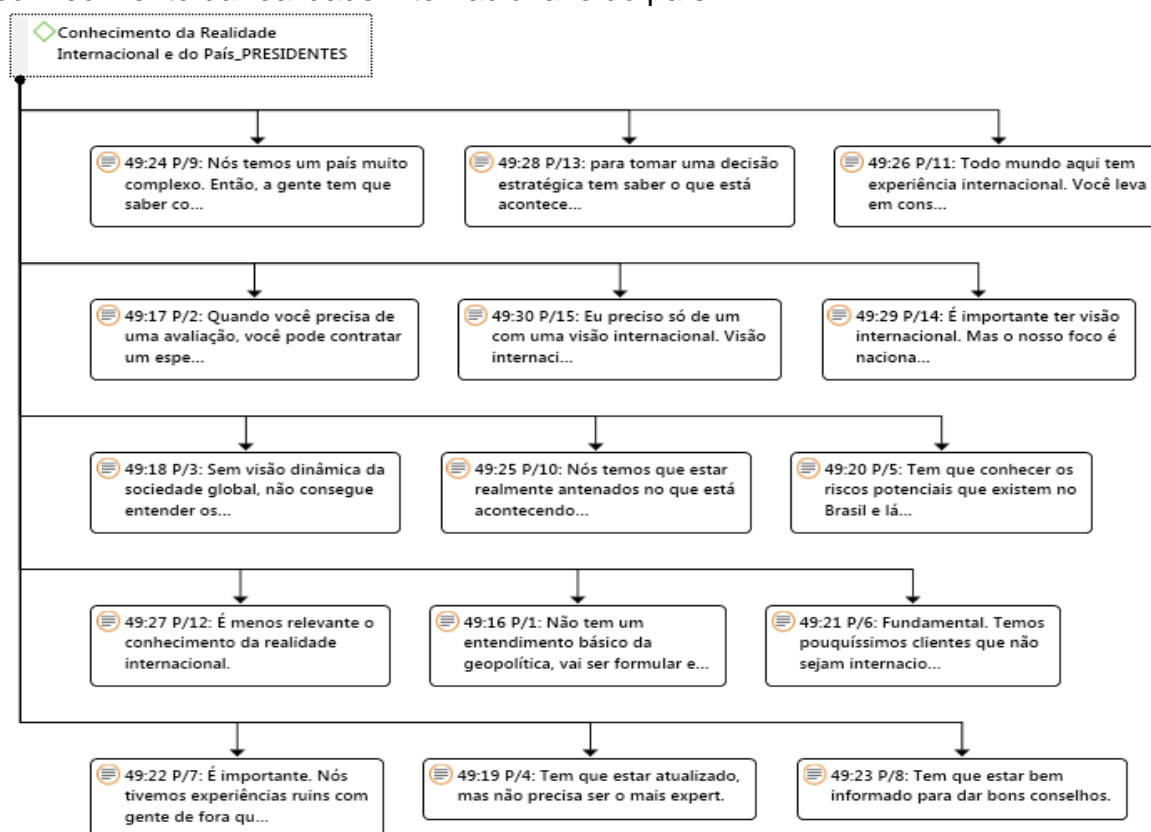 Conhecimento da Realidade
Internacional e do País_PRESIDENTES
49:24 P/9: Nós temos um país muito
complexo. Então, a gente tem que
saber co...
49:28 P/13: para tomar uma decisão
estratégica tem saber o que está
acontece...
49:26 P/11: Todo mundo aqui tem
experiência internacional. Você leva
em cons...
49:17 P/2: Quando você precisa de
uma avaliação, você pode contratar
um espe...
49:30 P/15: Eu preciso só de um
com uma visão internacional. Visão
internaci...
49:29 P/14: É importante ter visão
internacional. Mas o nosso foco é
naciona...
49:18 P/3: Sem visão dinâmica da
sociedade global, não consegue
entender os...
49:25 P/10: Nós temos que estar
realmente antenados no que está
acontecendo...
49:20 P/5: Tem que conhecer os
riscos potenciais que existem no
Brasil e lá...
49:27 P/12: É menos relevante o
conhecimento da realidade
internacional.
49:16 P/1: Não tem um
entendimento básico da
geopolítica, vai ser formular e...
49:21 P/6: Fundamental. Temos
pouquíssimos clientes que não
sejam internacio...
49:22 P/7: É importante. Nós
tivemos experiências ruins com
gente de fora qu...
49:19 P/4: Tem que estar atualizado,
mas não precisa ser o mais expert.
49:23 P/8: Tem que estar bem
informado para dar bons conselhos.